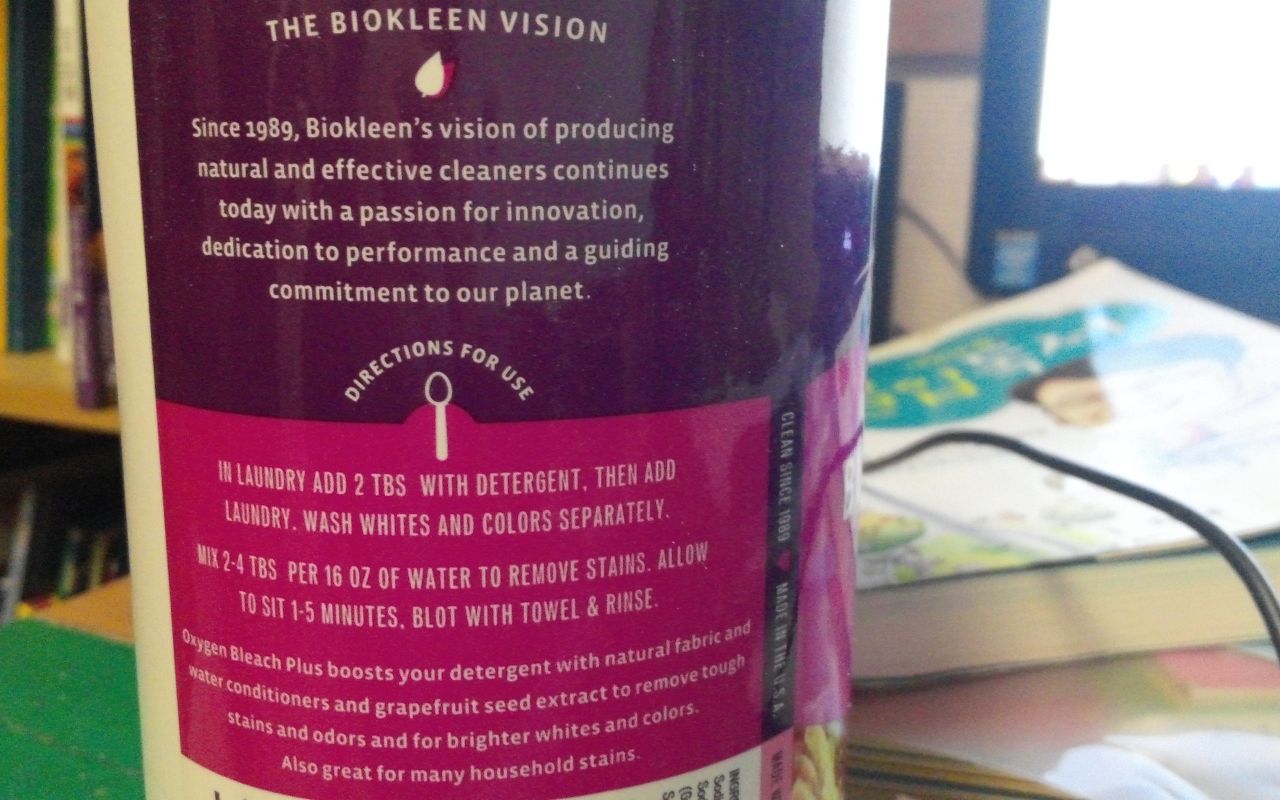 THE BIOKLEEN VISION
Since 1989, Biokleen's vision of producing
natural and effective cleaners continues
today with a passion for innovation,
dedication to performance and a guiding
commitment to our planet.
DIRECTIONS FOR USE
IN LAUNDRY ADD 2 TBS WITH DETERGENT, THEN ADD
LAUNDRY. WASH WHITES AND COLORS SEPARATELY.
MIX 2-4 TBS PER 16 OZ OF WATER TO REMOVE STAINS. ALLOW
TO SIT 1-5 MINUTES, BLOT WITH TOWEL & RINSE.
Oxygen Bleach Plus boosts your detergent with natural fabric and
water conditioners and grapefruit seed extract to remove tough
stains and odors and for brighter whites and colors.
Also great for many household stains.
CLEAN SINCE 1989 MADE IN THE U.S.A.